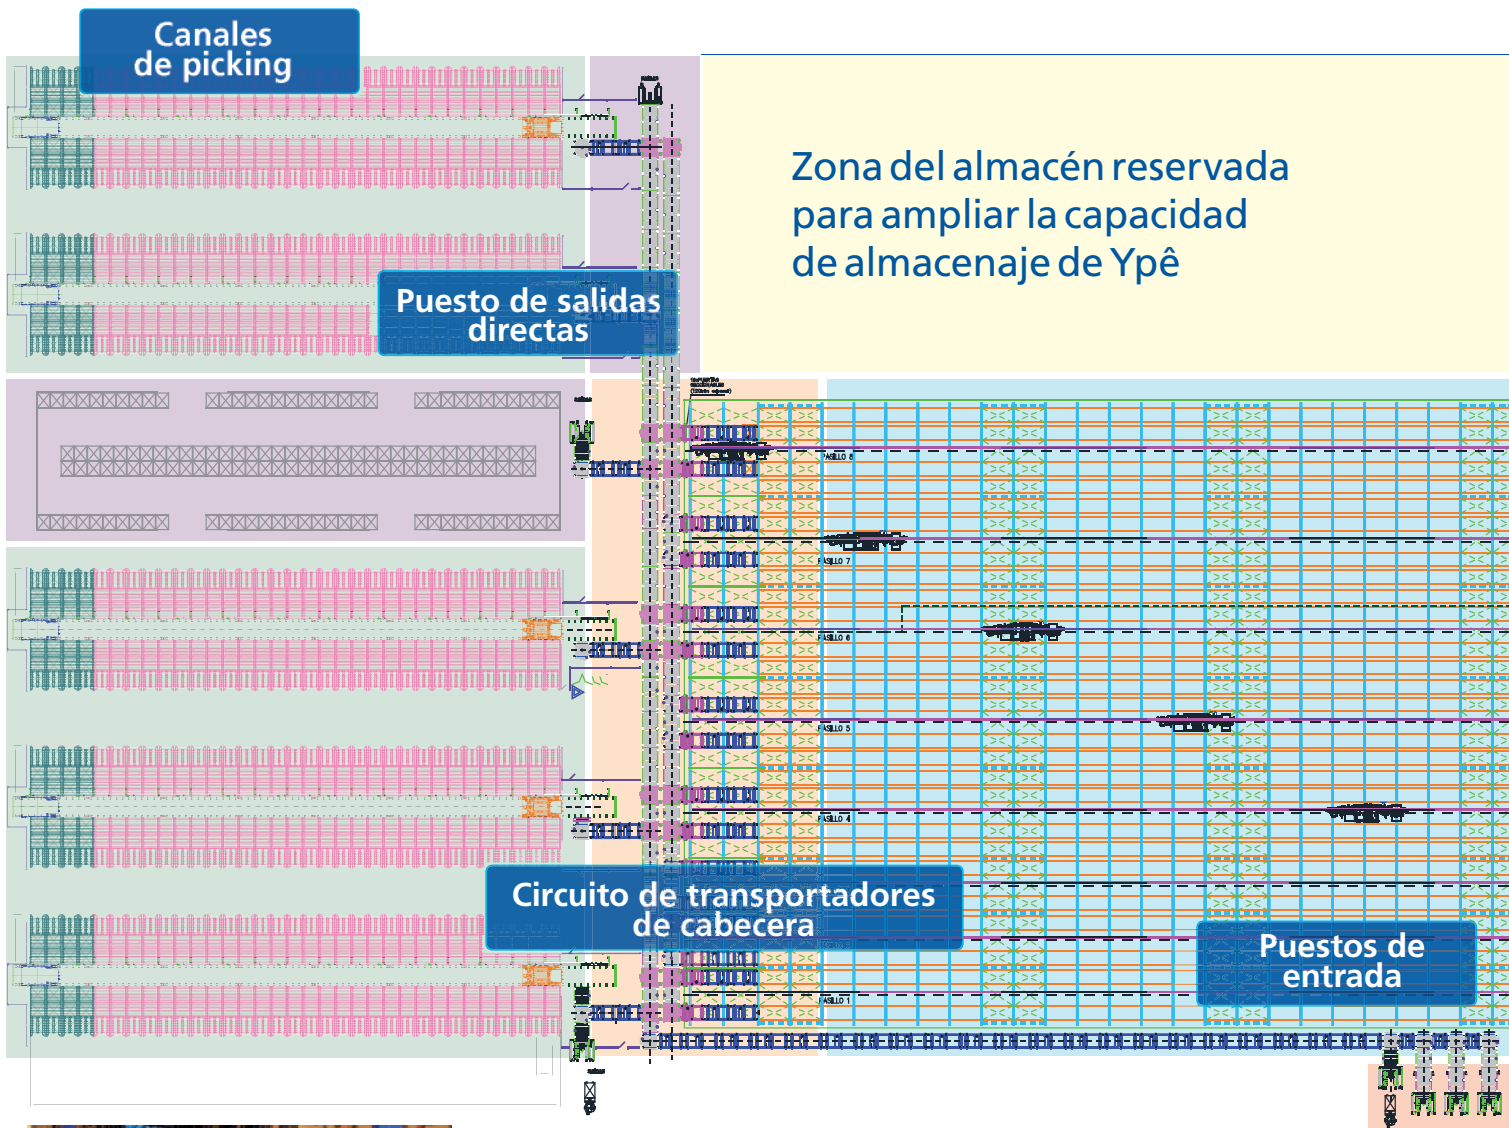 Canales
de picking
Zona del almacén reservada
para ampliar la capacidad
de almacenaje de Ypê
Puesto de salidas
directas
PASILLO 8
PASILLO 7
PASILLO 6
PASILLO 5
PASILLO 4
Circuito de transportadores
de cabecera
Puestos de
entrada
PASILLO 1